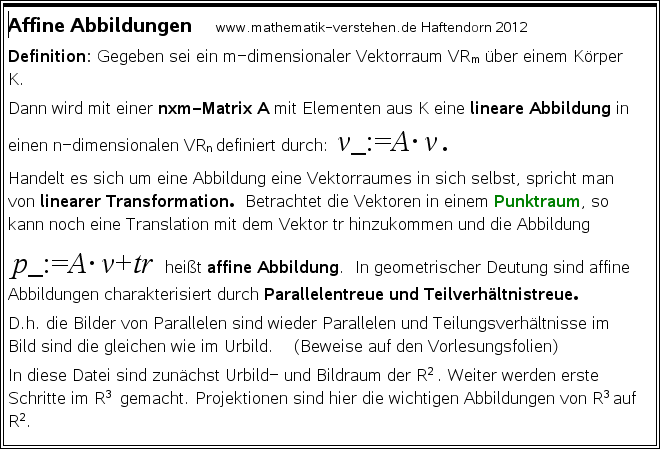 Affine Abbildungen www.mathematik-verstehen.de Haftendorn 2012
Definition: Gegeben sei ein m-dimensionaler Vektorraum VRm über einem Körper
K.
Dann wird mit einer nxm-Matrix A mit Elementen aus K eine lineare Abbildung in
einen n-dimensionalen VRn definiert durch: v_:=A· v.
Handelt es sich um eine Abbildung eine Vektorraumes in sich selbst, spricht man
von linearer Transformation. Betrachtet die Vektoren in einem Punktraum, so
kann noch eine Translation mit dem Vektor tr hinzukommen und die Abbildung
p_:=A· v+tr heißt affine Abbildung. In geometrischer Deutung sind affine
Abbildungen charakterisiert durch Parallelentreue und Teilverhältnistreue.
D.h. die Bilder von Parallelen sind wieder Parallelen und Teilungsverhältnisse im
Bild sind die gleichen wie im Urbild. (Beweise auf den Vorlesungsfolien)
In diese Datei sind zunächst Urbild- und Bildraum der R². Weiter werden erste
Schritte im R³ gemacht. Projektionen sind hier die wichtigen Abbildungen von R³ auf
R².